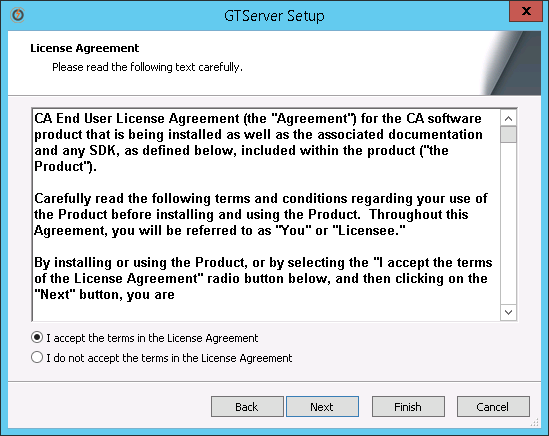 GTServer Setup
License Agreement
Please read the following text carefully.
CA End User License Agreement (the "Agreement") for the CA software
product that is being installed as well as the associated documentation
and any SDK, as defined below, included within the product ("the
Product").
Carefully read the following terms and conditions regarding your use of
the Product before installing and using the Product.  Throughout this
Agreement, you will be referred to as "You" or "Licensee."
By installing or using the Product, or by selecting the "I accept the terms
of the License Agreement" radio button below, and then clicking on the
"Next" button, you are
I accept the terms in the License Agreement
I do not accept the terms in the License Agreement
Back Next Finish Cancel